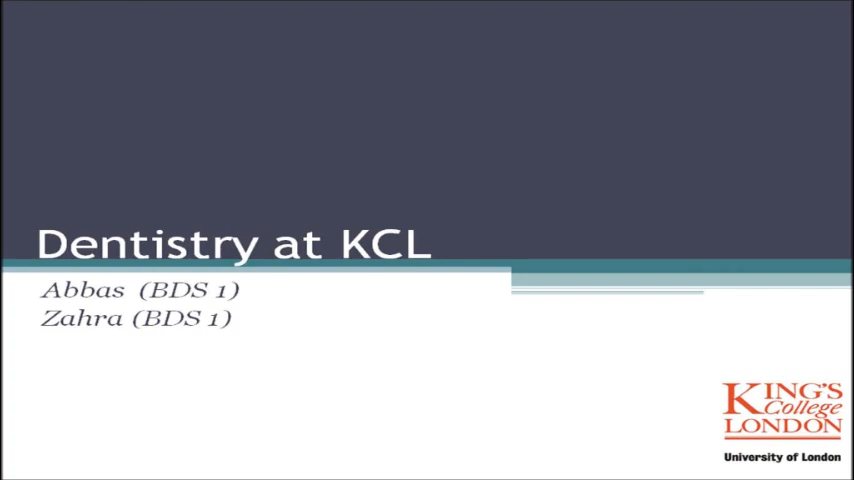 Dentistry at KCL
Abbas (BDS 1)
Zahra (BDS 1)
KING'S
College
LONDON
University of London